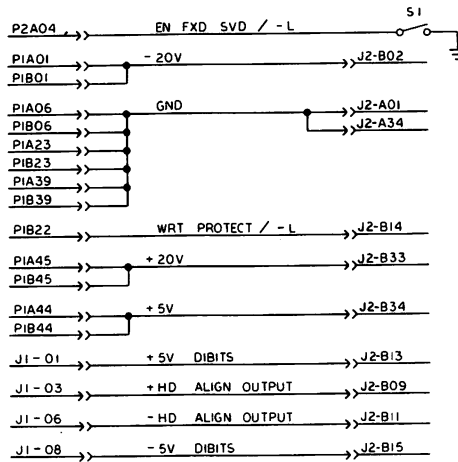 S1
P2A04 EN FXD SVD / -L
P1A01 - 20V J2-B02
P1B01
P1A06 GND J2-A01
P1B06 J2-A34
P1A23
P1B23
P1A39
P1B39
P1B22 WRT PROTECT / -L J2-B14
P1A45 + 20V J2-B33
P1B45
P1A44 + 5V J2-B34
P1B44
J1-01 + 5V DIBITS J2-B13
J1-03 + HD ALIGN OUTPUT J2-B09
J1-06 - HD ALIGN OUTPUT J2-B11
J1-08 - 5V DIBITS J2-B15